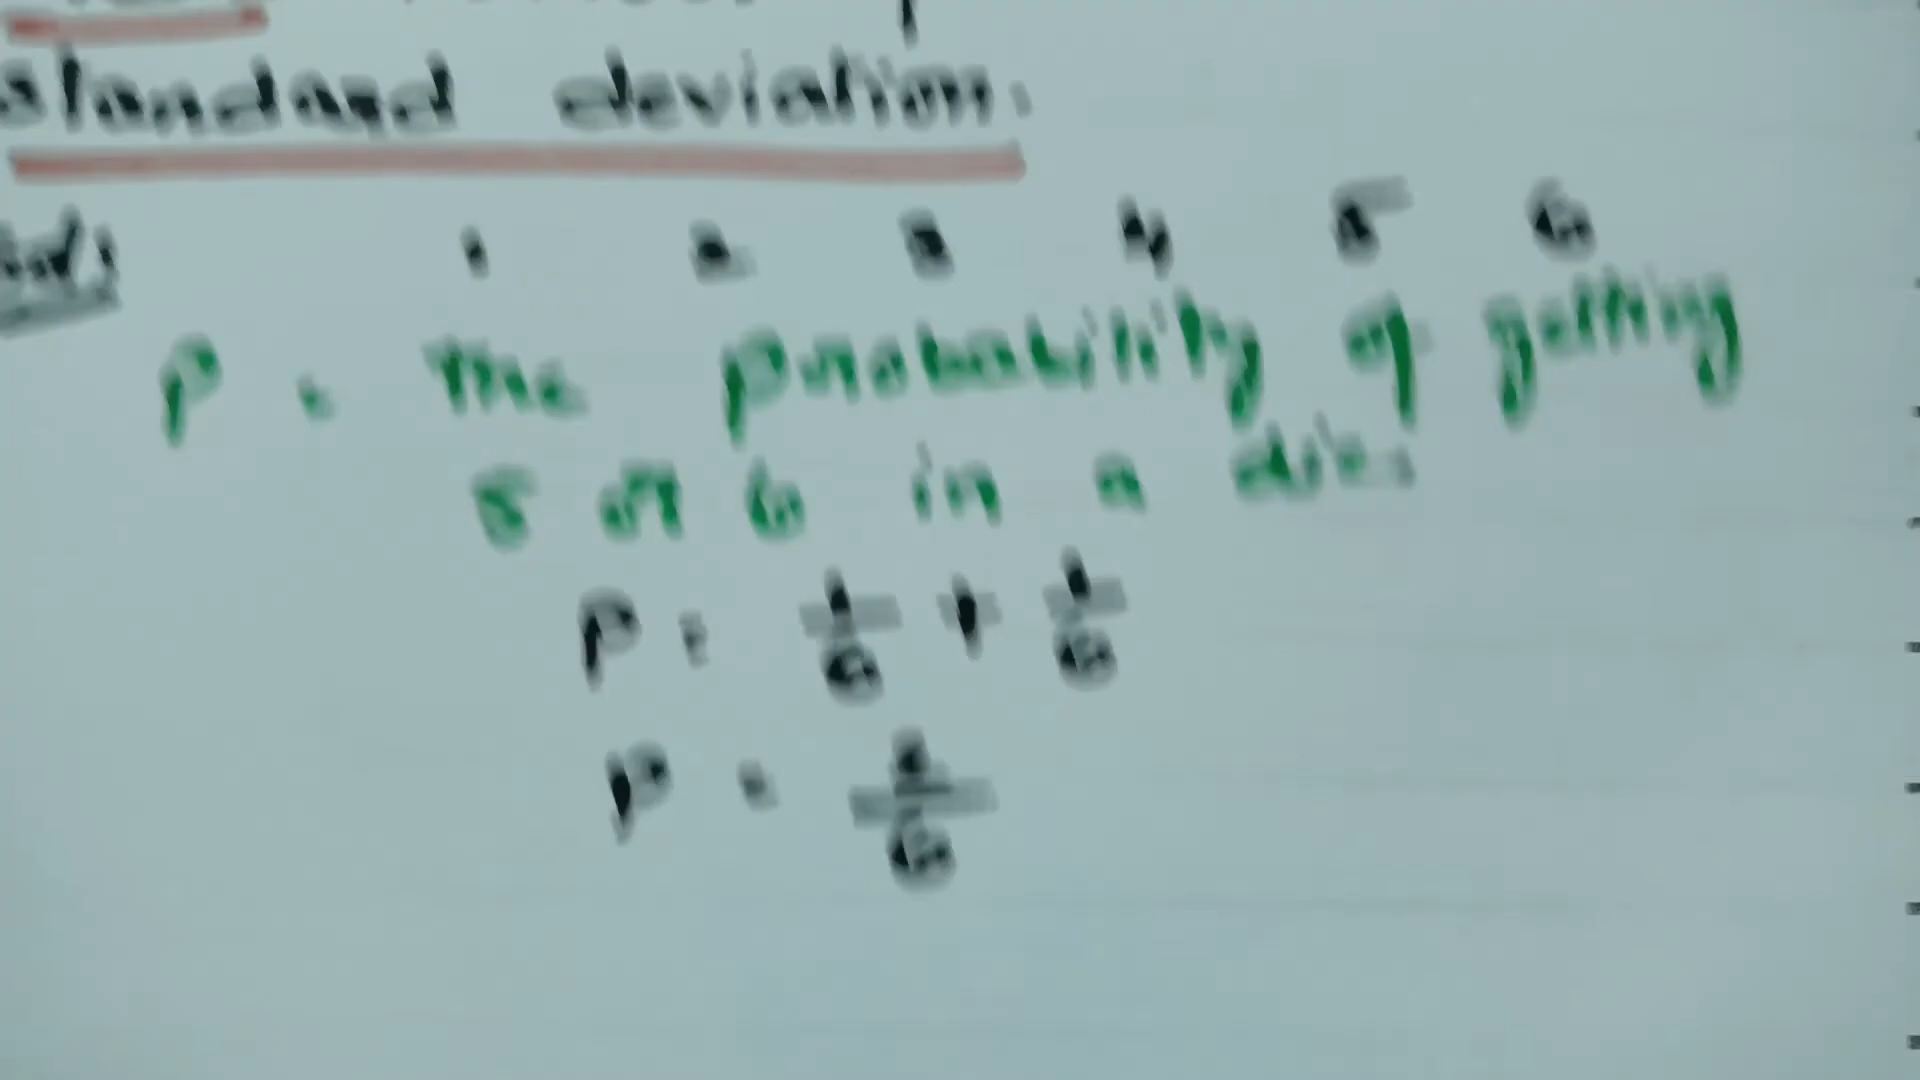 standard deviation.
Sol:
1 2 3 4 5 6
P = the probability of getting
5 or 6 in a die.
P = 1/6 + 1/6
P = 2/6